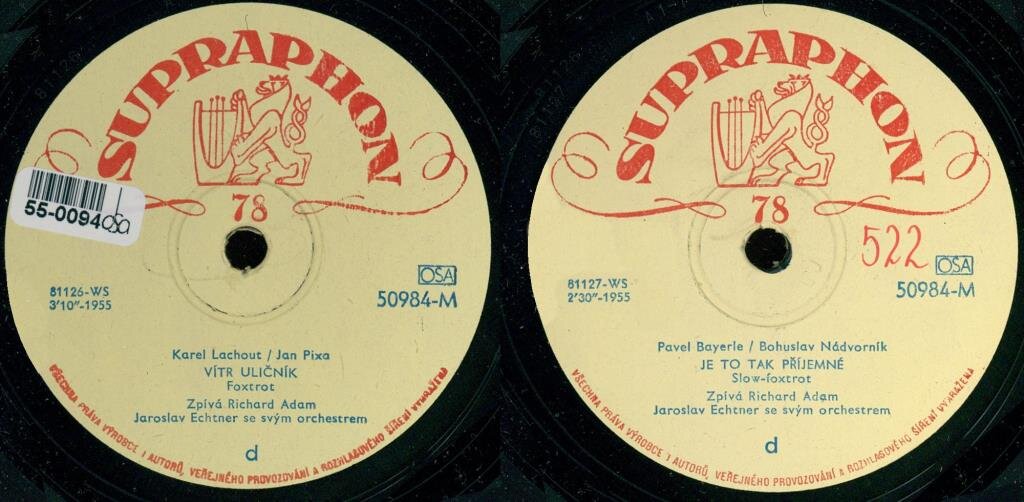 SUPRAPHON
78
55-0094
OSA
OSA
81126-WS
3'10"-1955
50984-M
Karel Lachout / Jan Pixa
VÍTR ULIČNÍK
Foxtrot
Zpívá Richard Adam
Jaroslav Echtner se svým orchestrem
d
VŠECHNA PRÁVA VÝROBCE I AUTORŮ, VEŘEJNÉHO PROVOZOVÁNÍ A ROZHLASOVÉHO ŠÍŘENÍ VYHRAŽENA
SUPRAPHON
78
522
OSA
81127-WS
2'30"-1955
50984-M
Pavel Bayerle / Bohuslav Nádvorník
JE TO TAK PŘÍJEMNÉ
Slow-foxtrot
Zpívá Richard Adam
Jaroslav Echtner se svým orchestrem
d
VŠECHNA PRÁVA VÝROBCE I AUTORŮ, VEŘEJNÉHO PROVOZOVÁNÍ A ROZHLASOVÉHO ŠÍŘENÍ VYHRAŽENA